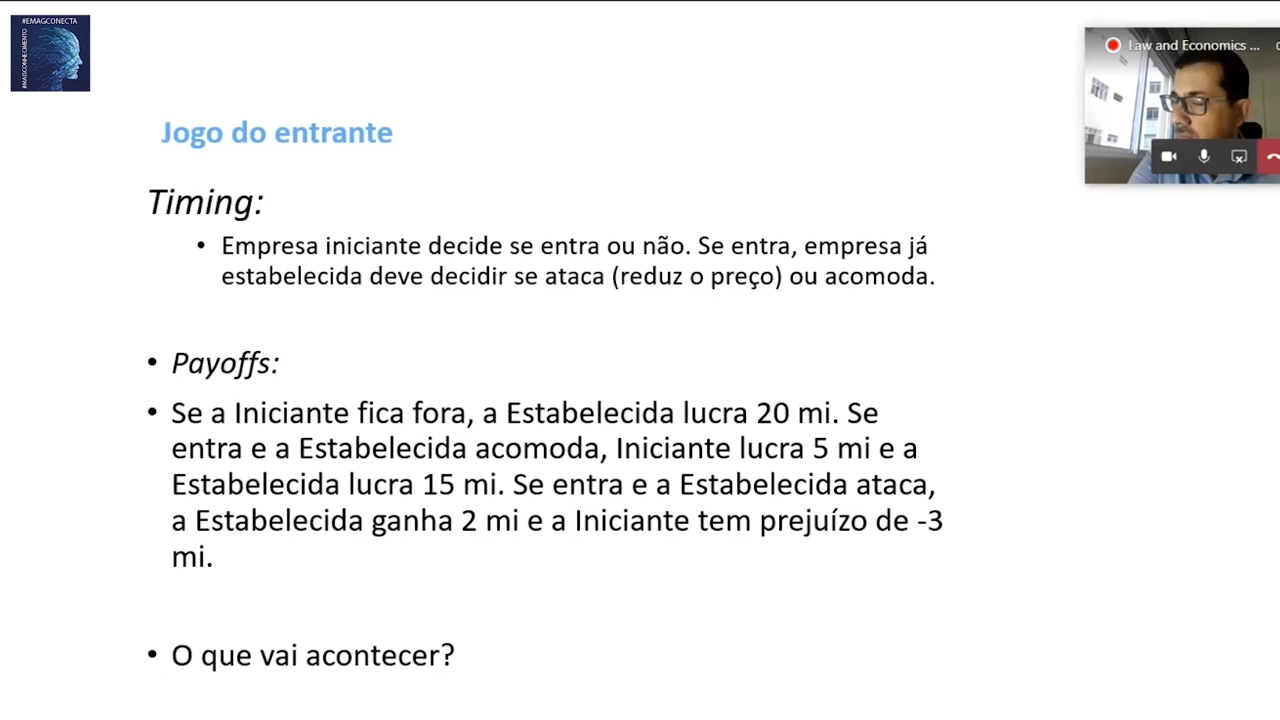 #EMAGCONECTA
#MAISCONHECIMENTO
Law and Economics ...
Jogo do entrante
Timing:
• Empresa iniciante decide se entra ou não. Se entra, empresa já
estabelecida deve decidir se ataca (reduz o preço) ou acomoda.
• Payoffs:
• Se a Iniciante fica fora, a Estabelecida lucra 20 mi. Se
entra e a Estabelecida acomoda, Iniciante lucra 5 mi e a
Estabelecida lucra 15 mi. Se entra e a Estabelecida ataca,
a Estabelecida ganha 2 mi e a Iniciante tem prejuízo de -3
mi.
• O que vai acontecer?